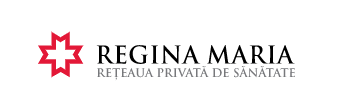 REGINA MARIA
REȚEAUA PRIVATĂ DE SĂNĂTATE